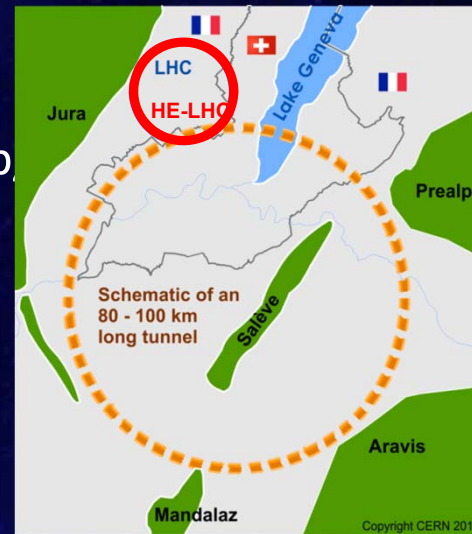 LHC
HE-LHC
Lake Geneva
Jura
Prealp
Schematic of an
80 - 100 km
long tunnel
Salève
Aravis
Mandalaz
Copyright CERN 201